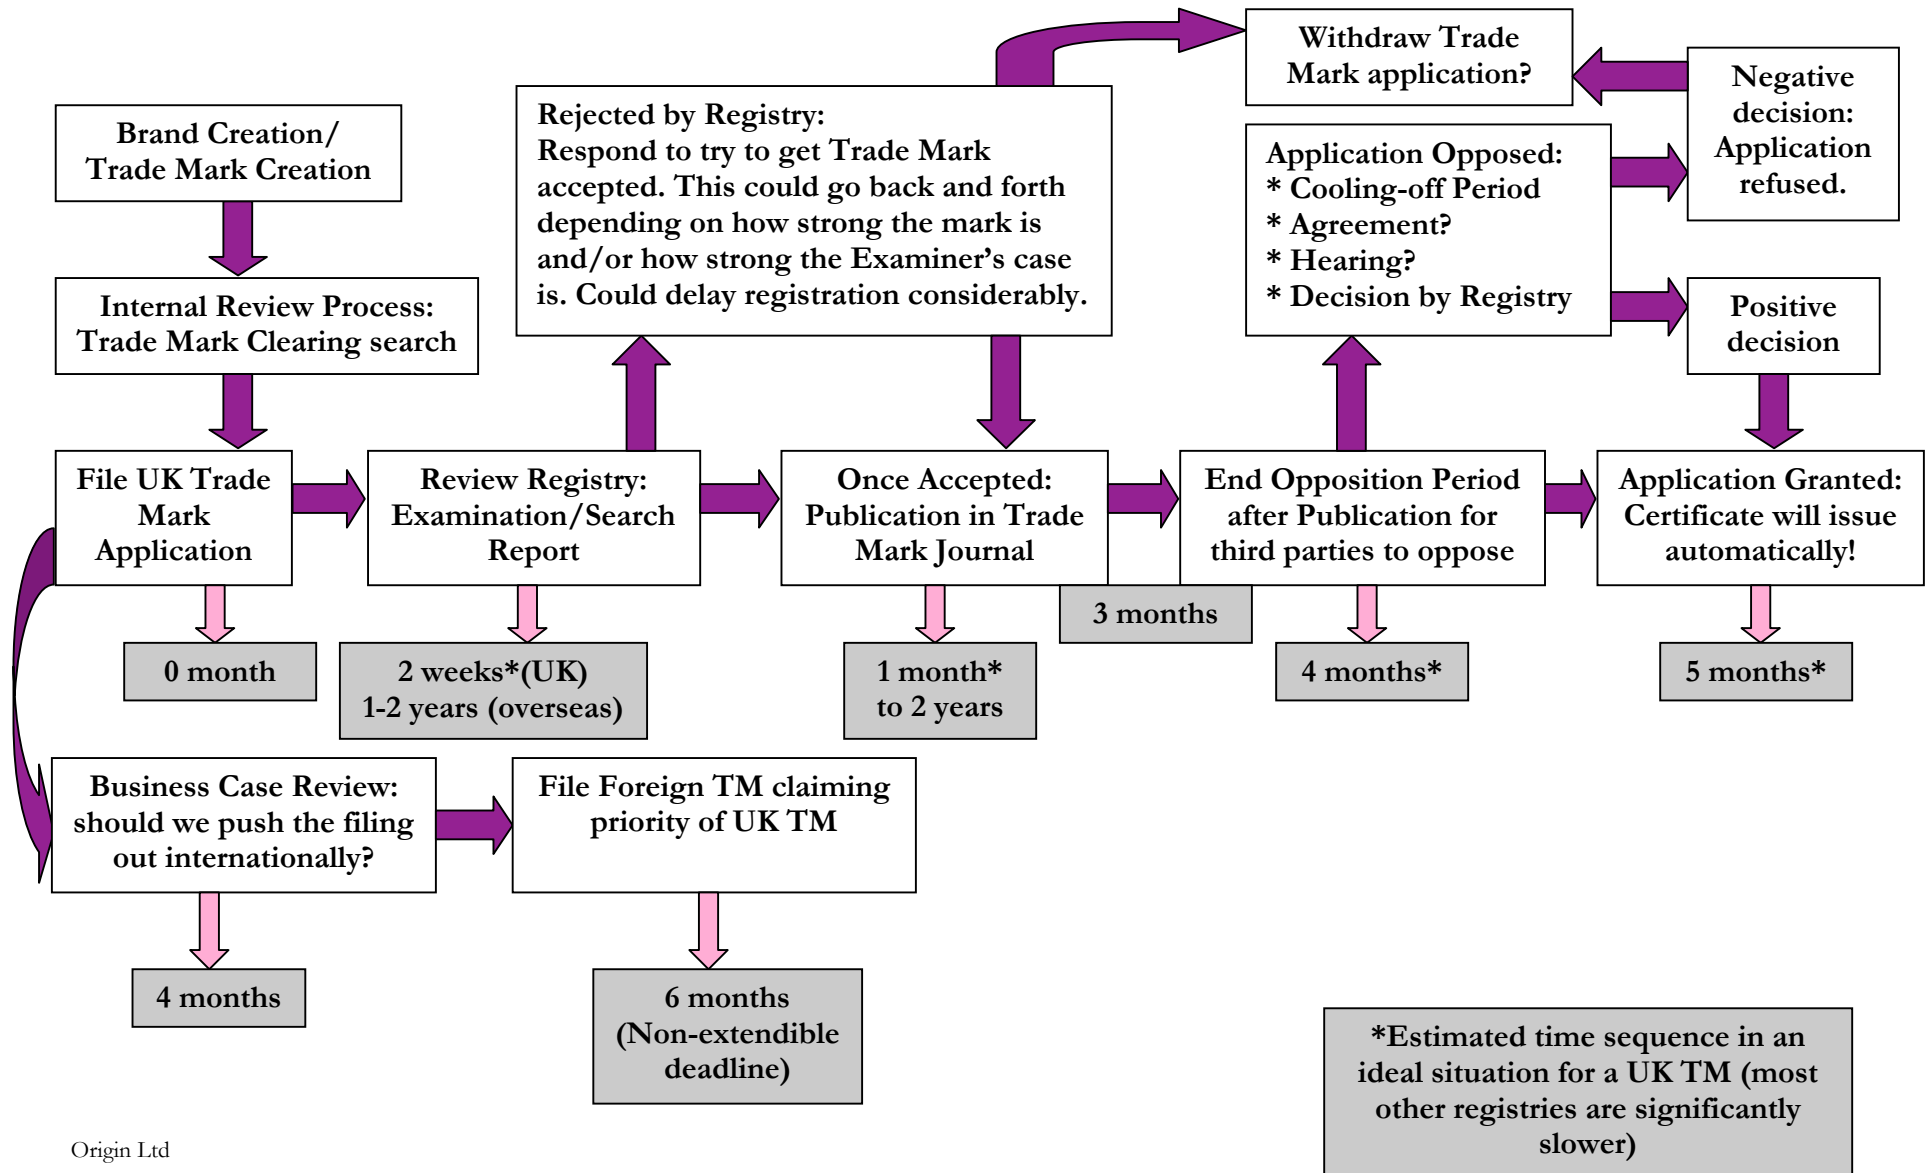 Brand Creation/
Trade Mark Creation
Internal Review Process:
Trade Mark Clearing search
Rejected by Registry:
Respond to try to get Trade Mark
accepted. This could go back and forth
depending on how strong the mark is
and/or how strong the Examiner’s case
is. Could delay registration considerably.
Withdraw Trade
Mark application?
Negative
decision:
Application
refused.
Application Opposed:
* Cooling-off Period
* Agreement?
* Hearing?
* Decision by Registry
Positive
decision
File UK Trade
Mark
Application
Review Registry:
Examination/Search
Report
Once Accepted:
Publication in Trade
Mark Journal
End Opposition Period
after Publication for
third parties to oppose
Application Granted:
Certificate will issue
automatically!
0 month
2 weeks*(UK)
1-2 years (overseas)
1 month*
to 2 years
3 months
4 months*
5 months*
Business Case Review:
should we push the filing
out internationally?
File Foreign TM claiming
priority of UK TM
4 months
6 months
(Non-extendible
deadline)
*Estimated time sequence in an
ideal situation for a UK TM (most
other registries are significantly
slower)
Origin Ltd